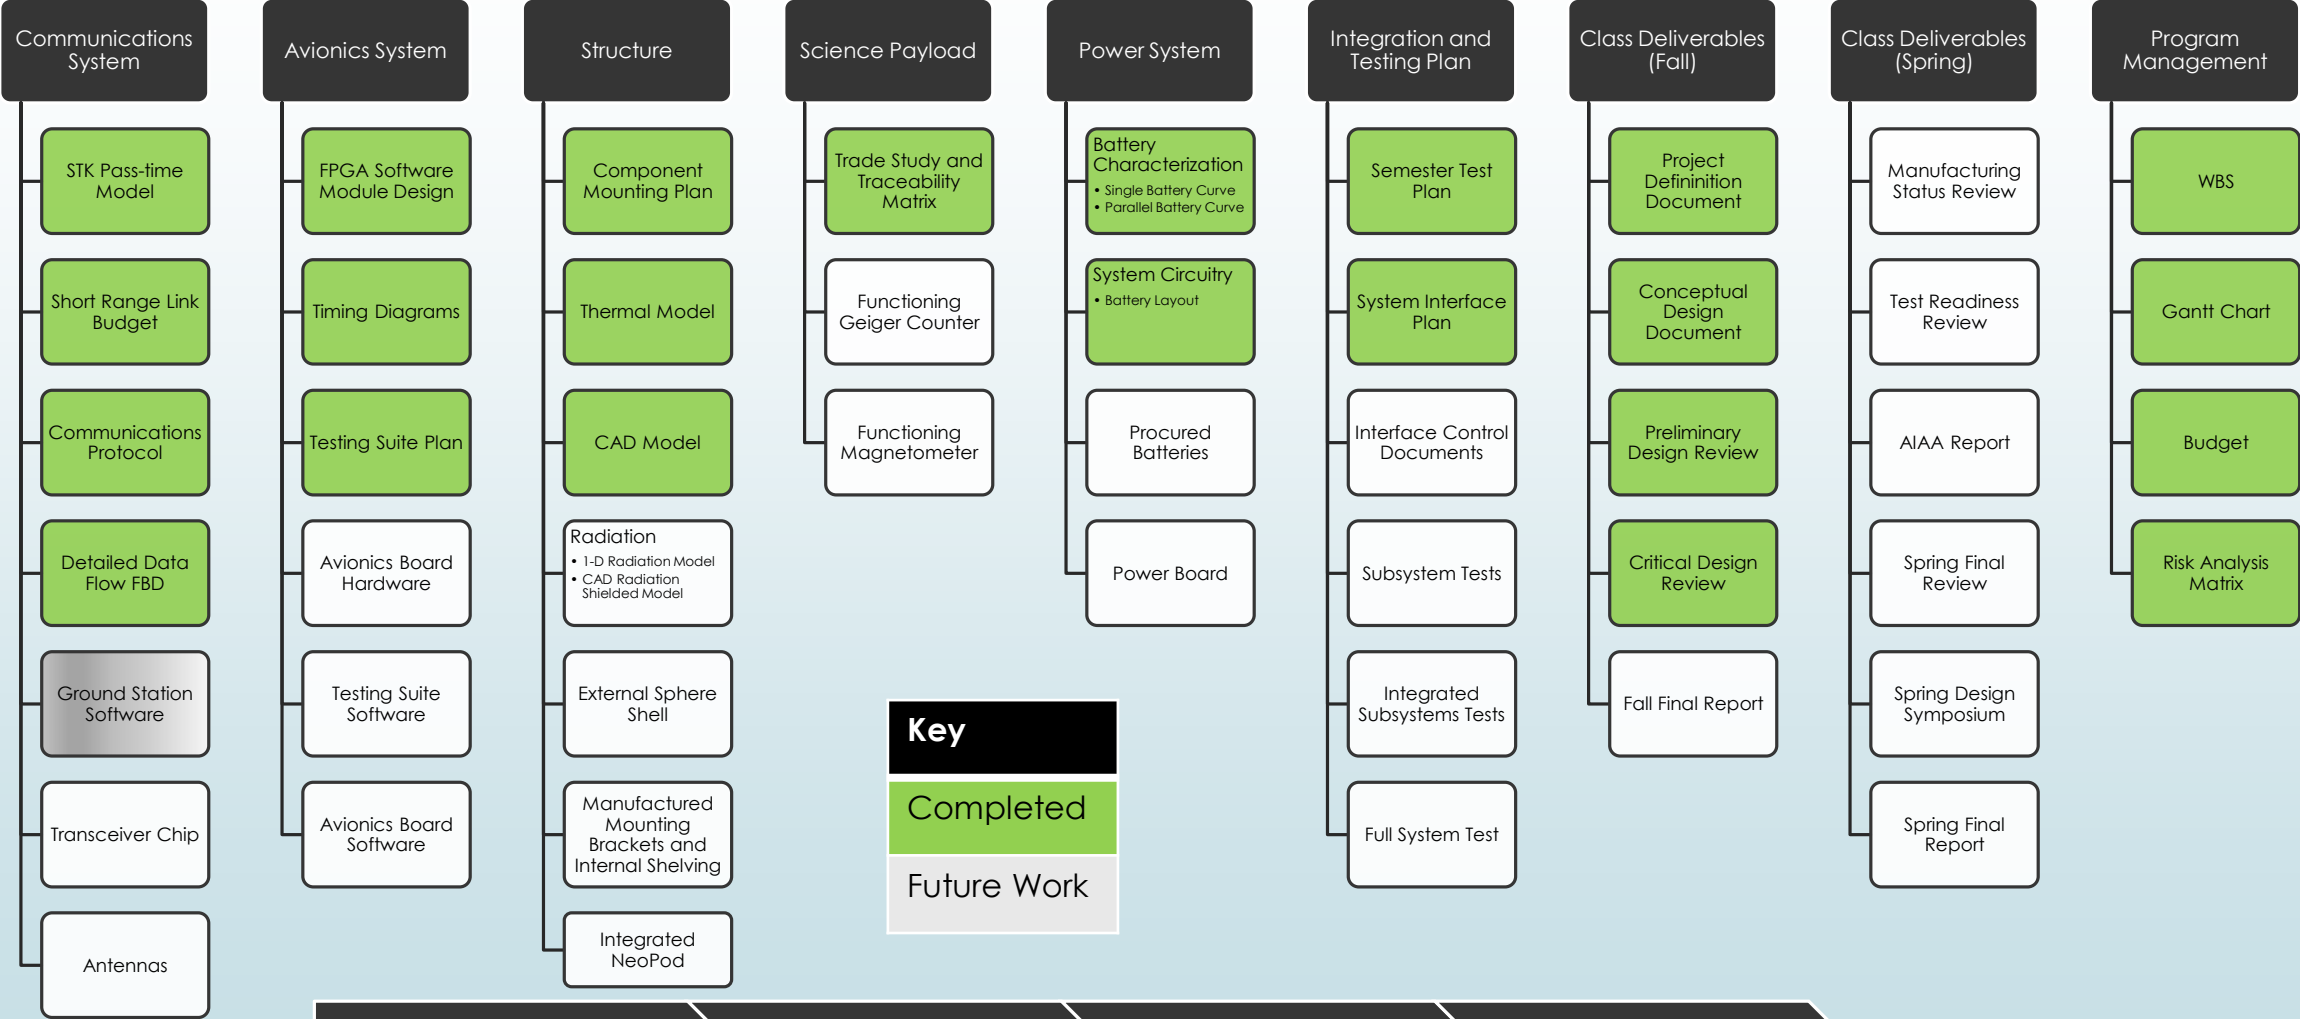 Communications
System
STK Pass-time
Model
Short Range Link
Budget
Communications
Protocol
Detailed Data
Flow FBD
Ground Station
Software
Transceiver Chip
Antennas
Avionics System
FPGA Software
Module Design
Timing Diagrams
Testing Suite Plan
Avionics Board
Hardware
Testing Suite
Software
Avionics Board
Software
Structure
Component
Mounting Plan
Thermal Model
CAD Model
Radiation
• 1-D Radiation Model
• CAD Radiation
Shielded Model
External Sphere
Shell
Manufactured
Mounting
Brackets and
Internal Shelving
Integrated
NeoPod
Science Payload
Trade Study and
Traceability
Matrix
Functioning
Geiger Counter
Functioning
Magnetometer
Power System
Battery
Characterization
• Single Battery Curve
• Parallel Battery Curve
System Circuitry
• Battery Layout
Procured
Batteries
Power Board
Integration and
Testing Plan
Semester Test
Plan
System Interface
Plan
Interface Control
Documents
Subsystem Tests
Integrated
Subsystems Tests
Full System Test
Class Deliverables
(Fall)
Project
Defininition
Document
Conceptual
Design
Document
Preliminary
Design Review
Critical Design
Review
Fall Final Report
Class Deliverables
(Spring)
Manufacturing
Status Review
Test Readiness
Review
AIAA Report
Spring Final
Review
Spring Design
Symposium
Spring Final
Report
Program
Management
WBS
Gantt Chart
Budget
Risk Analysis
Matrix
Key
Completed
Future Work